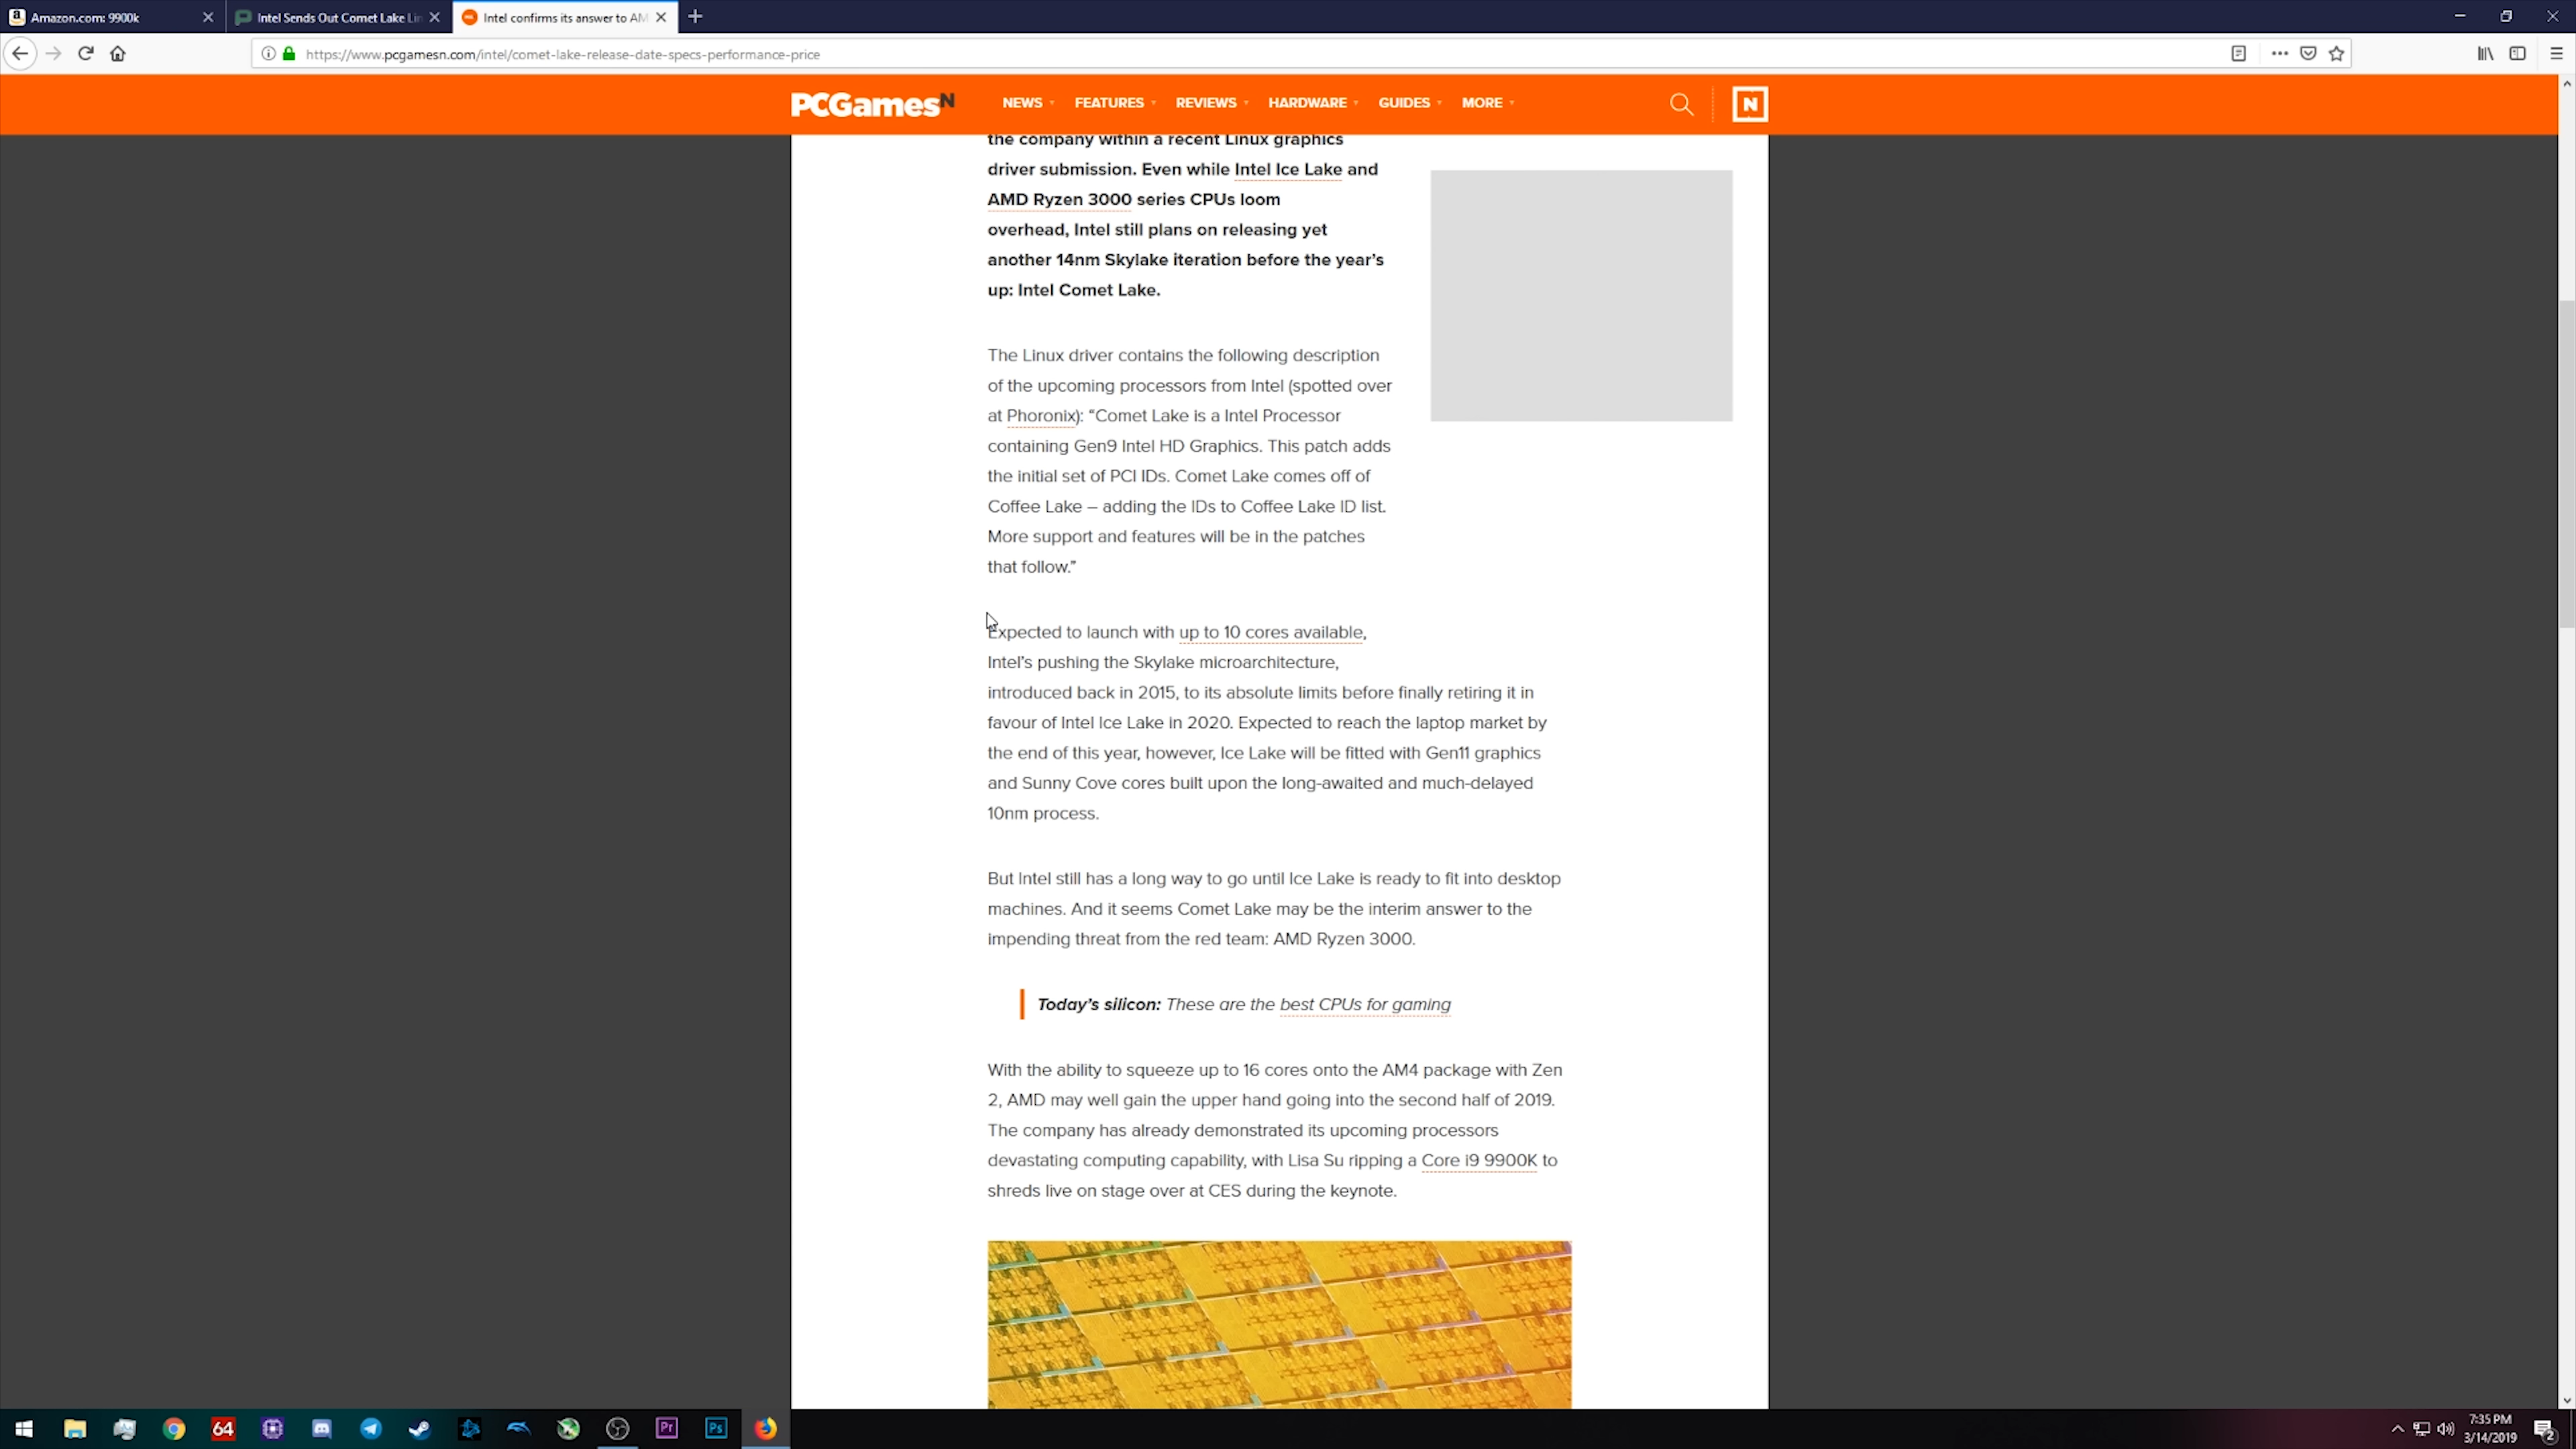 Amazon.com: 9900k
Intel Sends Out Comet Lake Lin
Intel confirms its answer to AM
https://www.pcgamesn.com/intel/comet-lake-release-date-specs-performance-price
PCGamesN
NEWS
FEATURES
REVIEWS
HARDWARE
GUIDES
MORE
N
the company within a recent Linux graphics
driver submission. Even while Intel Ice Lake and
AMD Ryzen 3000 series CPUs loom
overhead, Intel still plans on releasing yet
another 14nm Skylake iteration before the year's
up: Intel Comet Lake.
The Linux driver contains the following description
of the upcoming processors from Intel (spotted over
at Phoronix): “Comet Lake is a Intel Processor
containing Gen9 Intel HD Graphics. This patch adds
the initial set of PCI IDs. Comet Lake comes off of
Coffee Lake – adding the IDs to Coffee Lake ID list.
More support and features will be in the patches
that follow.”
Expected to launch with up to 10 cores available,
Intel's pushing the Skylake microarchitecture,
introduced back in 2015, to its absolute limits before finally retiring it in
favour of Intel Ice Lake in 2020. Expected to reach the laptop market by
the end of this year, however, Ice Lake will be fitted with Gen11 graphics
and Sunny Cove cores built upon the long-awaited and much-delayed
10nm process.
But Intel still has a long way to go until Ice Lake is ready to fit into desktop
machines. And it seems Comet Lake may be the interim answer to the
impending threat from the red team: AMD Ryzen 3000.
Today's silicon: These are the best CPUs for gaming
With the ability to squeeze up to 16 cores onto the AM4 package with Zen
2, AMD may well gain the upper hand going into the second half of 2019.
The company has already demonstrated its upcoming processors
devastating computing capability, with Lisa Su ripping a Core i9 9900K to
shreds live on stage over at CES during the keynote.
64
Pr
Ps
7:35 PM
3/14/2019
2